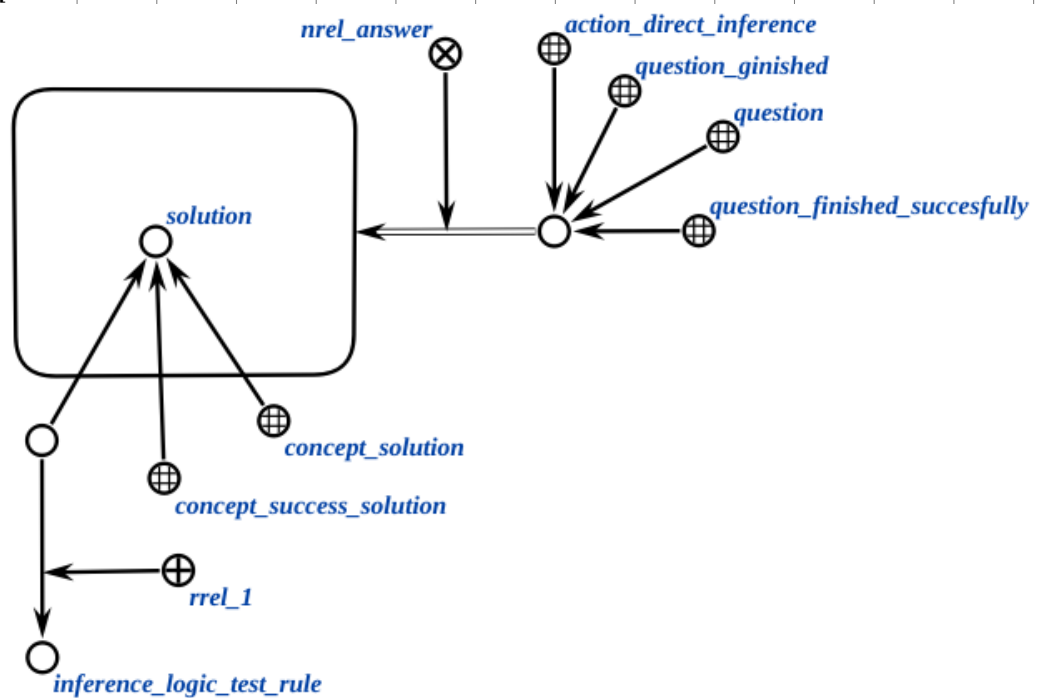 nrel_answer
action_direct_inference
question_ginished
question
question_finished_succesfully
solution
concept_solution
concept_success_solution
rrel_1
inference_logic_test_rule